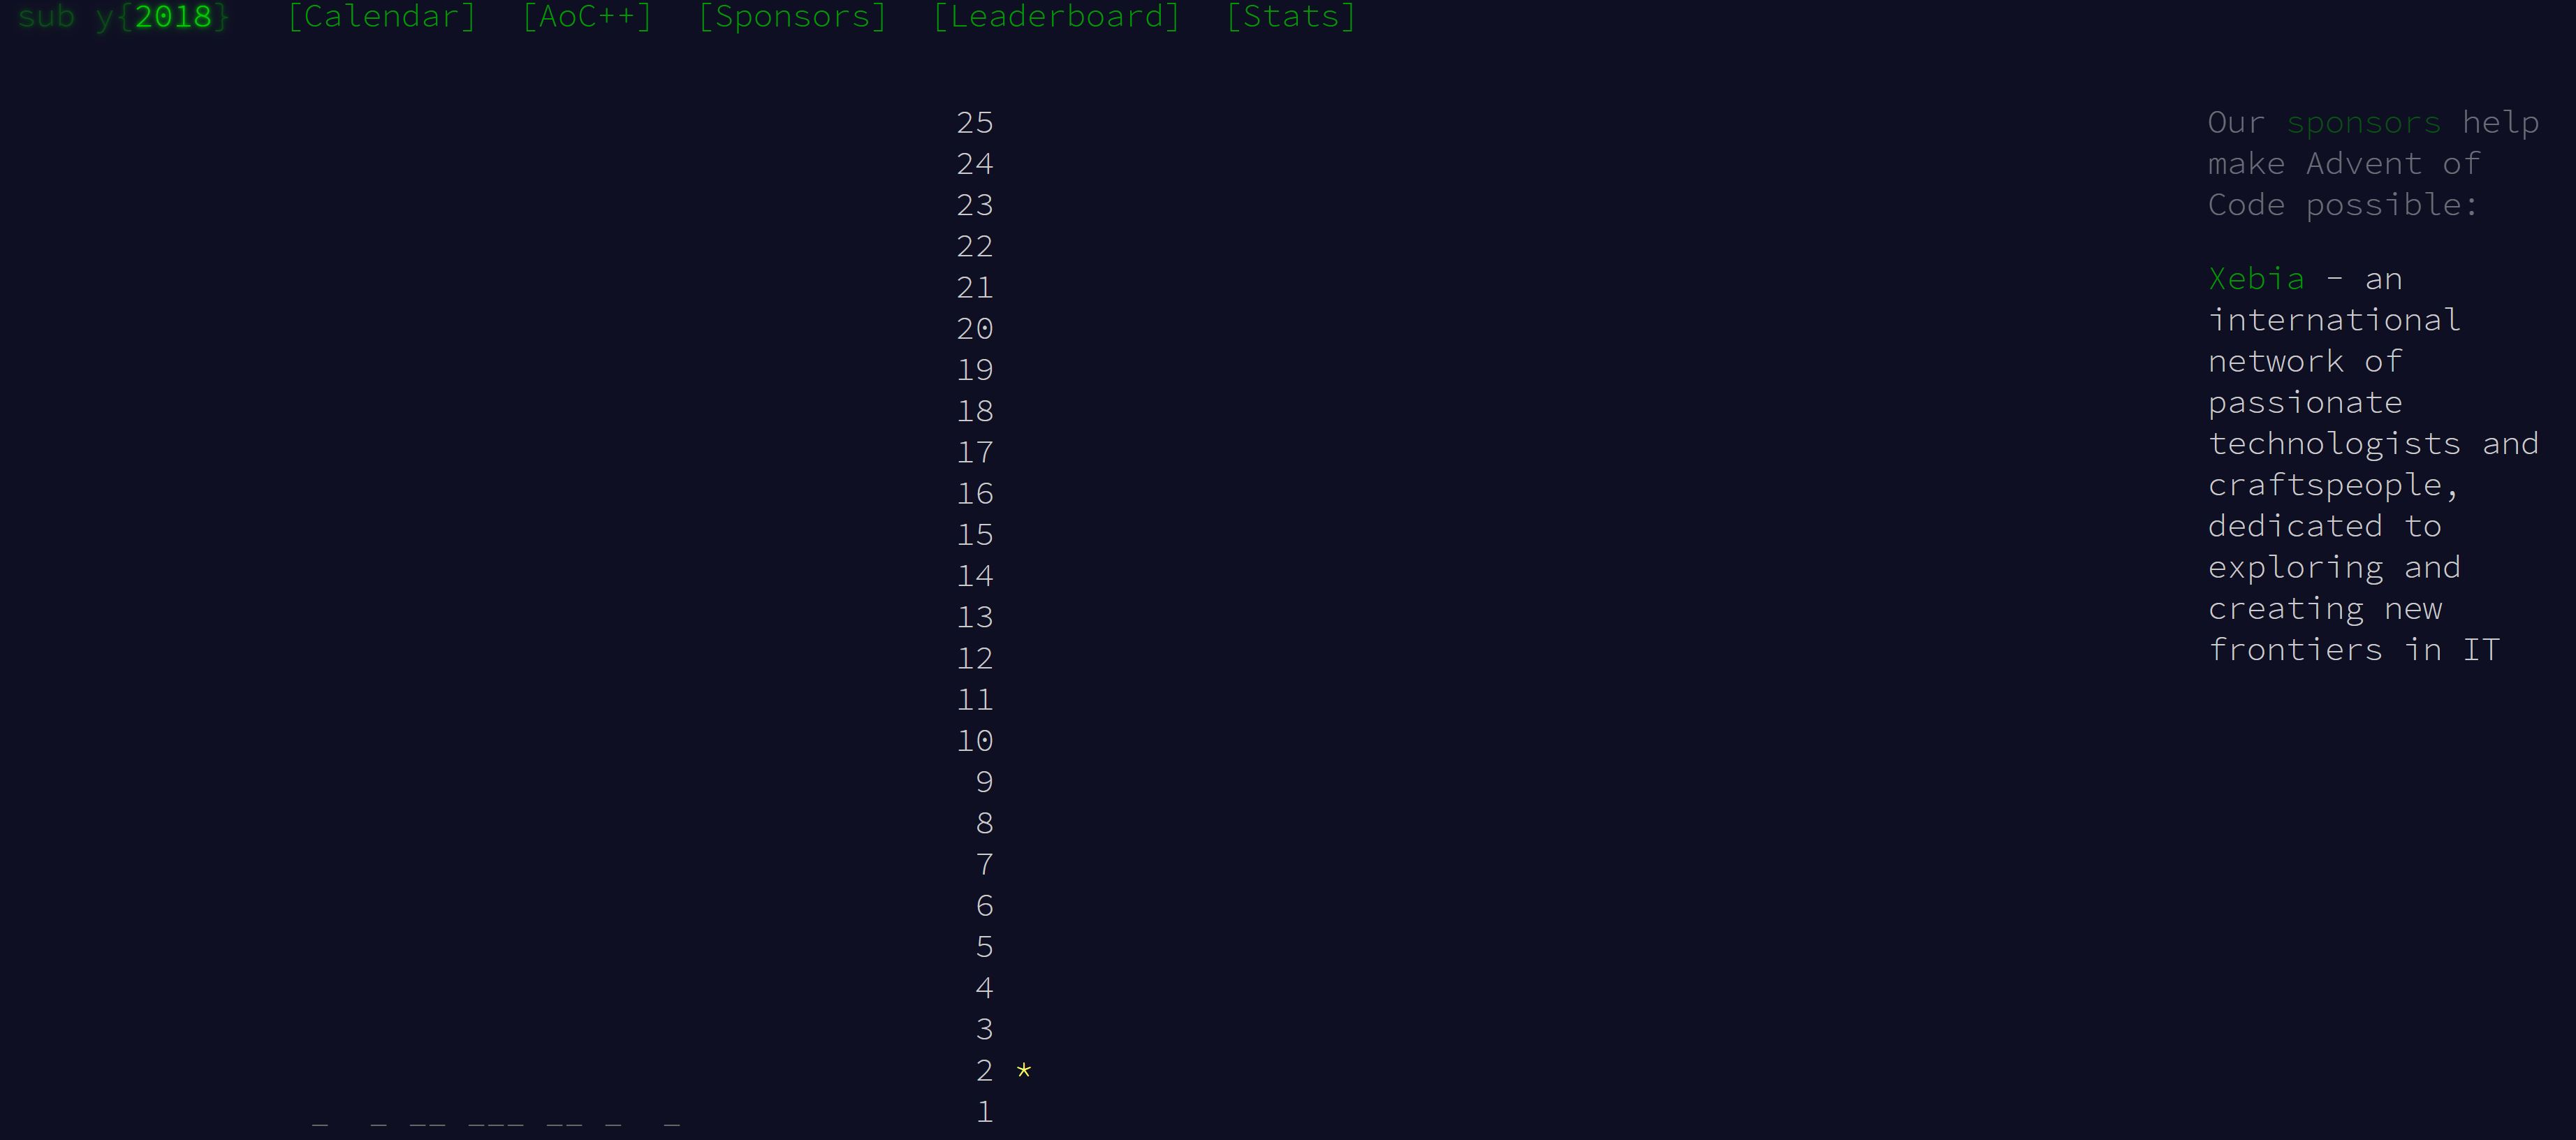 sub y{2018} [Calendar] [AoC++] [Sponsors] [Leaderboard] [Stats]
25
24
23
22
21
20
19
18
17
16
15
14
13
12
11
10
9
8
7
6
5
4
3
2 *
_  _ __ ___ __ _  _ 1
Our sponsors help
make Advent of
Code possible:
Xebia - an
international
network of
passionate
technologists and
craftspeople,
dedicated to
exploring and
creating new
frontiers in IT